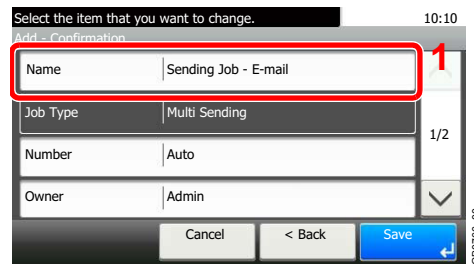 Select the item that you want to change. 10:10
Add - Confirmation
Name Sending Job - E-mail
1
Job Type Multi Sending
1/2
Number Auto
Owner Admin
Cancel < Back Save